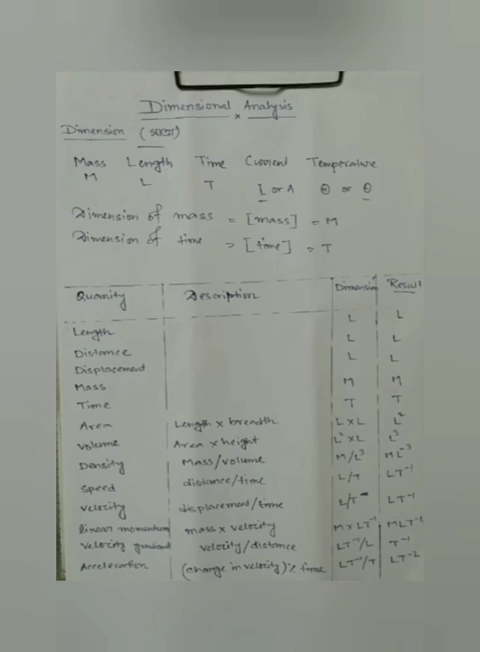 Dimensional Analysis
Dimension
Mass Length Time Current Temperature
M L T I or A Θ or θ
Dimension of mass = [mass] = M
Dimension of time = [time] = T
Quanity Description Dimension Result
Length L L
Distance L L
Displacement L L
Mass M M
Time T T
Area Length x breadth L x L L²
Volume Area x height L² x L L³
Density Mass/volume M/L³ ML⁻³
Speed distance/time L/T LT⁻¹
Velocity displacement/time L/T LT⁻¹
linear momentum mass x velocity M x LT⁻¹ MLT⁻¹
Velocity gradient velocity/distance LT⁻¹/L T⁻¹
Acceleration (change in velocity) time LT⁻¹/T LT⁻²